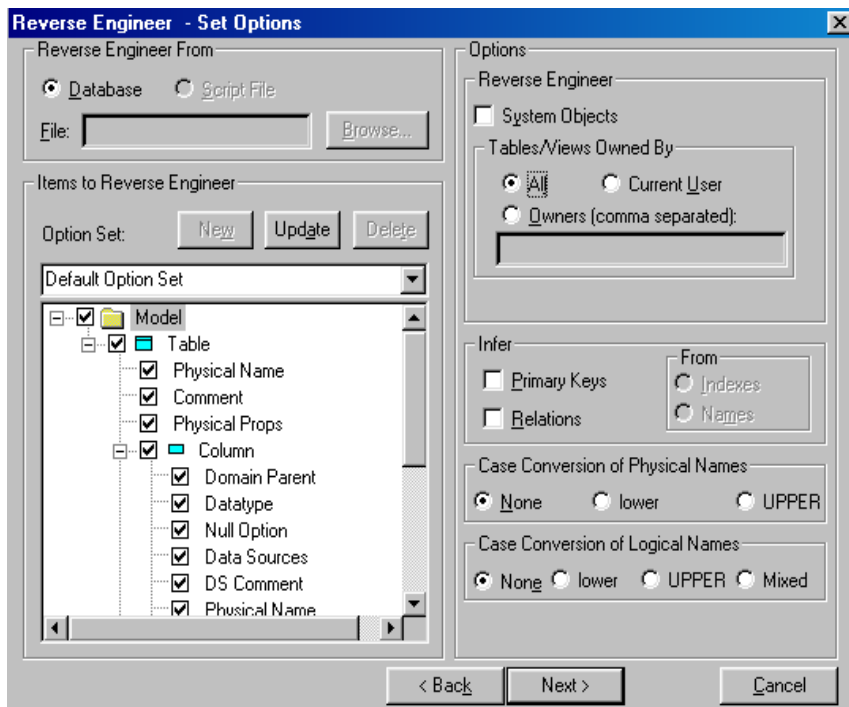 Reverse Engineer - Set Options
Reverse Engineer From
Database
Script File
File:
Browse...
Items to Reverse Engineer
Option Set:
New
Update
Delete
Default Option Set
Model
Table
Physical Name
Comment
Physical Props
Column
Domain Parent
Datatype
Null Option
Data Sources
DS Comment
Physical Name
Options
Reverse Engineer
System Objects
Tables/Views Owned By
All
Current User
Owners (comma separated):
Infer
Primary Keys
Relations
From
Indexes
Names
Case Conversion of Physical Names
None
lower
UPPER
Case Conversion of Logical Names
None
lower
UPPER
Mixed
< Back
Next >
Cancel